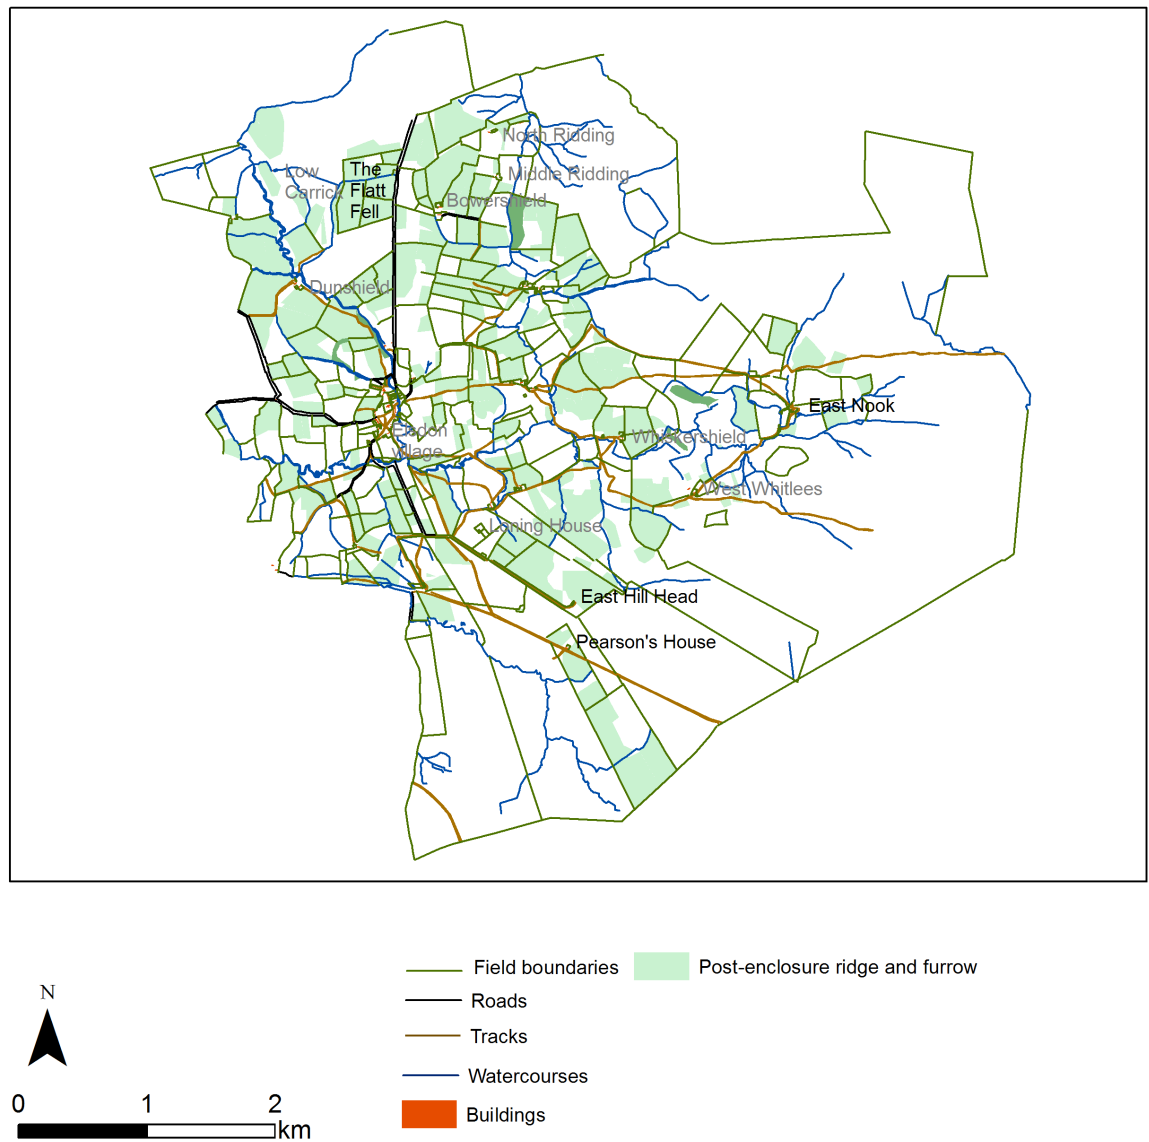 North Ridding
Low
Carrick
The
Flatt
Fell
Middle Ridding
Bowershield
Dunshield
East Nook
Elsdon
Village
Whiskershield
West Whitlees
Loning House
East Hill Head
Pearson's House
Field boundaries
Post-enclosure ridge and furrow
Roads
Tracks
Watercourses
Buildings
N
0 1 2
km